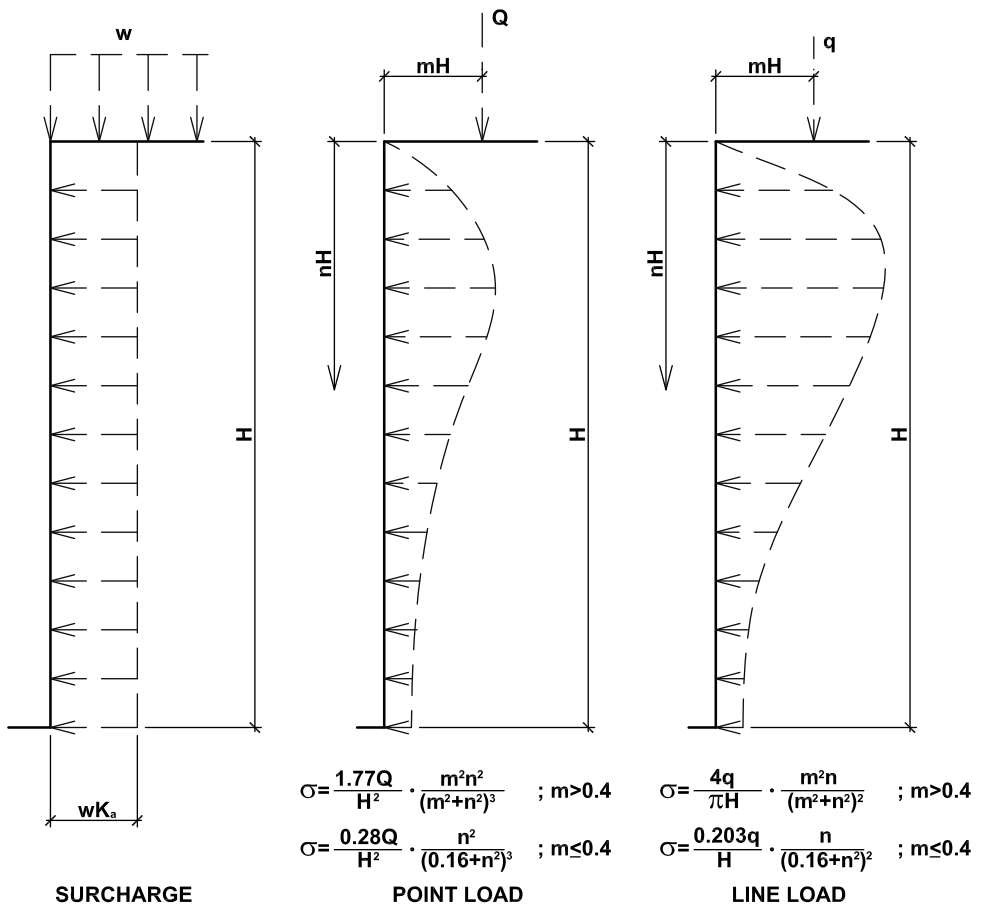 w
Q
q
mH
mH
nH
nH
H
H
H
wKₐ
σ= 1.77Q/H² · m²n²/(m²+n²)³ ; m>0.4
σ= 0.28Q/H² · n²/(0.16+n²)³ ; m≤0.4
σ= 4q/πH · m²n/(m²+n²)² ; m>0.4
σ= 0.203q/H · n/(0.16+n²)² ; m≤0.4
SURCHARGE
POINT LOAD
LINE LOAD